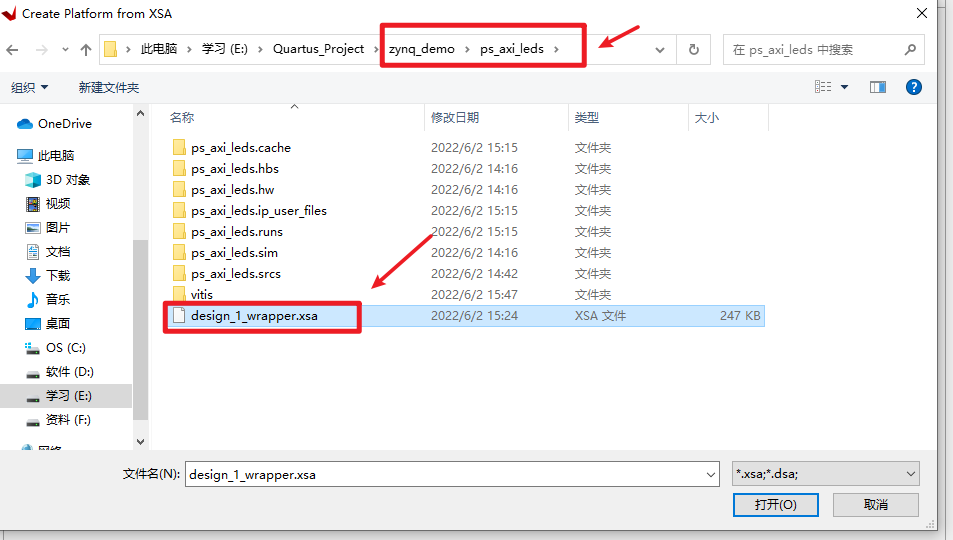 Create Platform from XSA
此电脑 › 学习 (E:) › Quartus_Project › zynq_demo › ps_axi_leds ›
在 ps_axi_leds 中搜索
组织 新建文件夹
名称 修改日期 类型 大小
OneDrive
此电脑
3D 对象
视频
图片
文档
下载
音乐
桌面
OS (C:)
软件 (D:)
学习 (E:)
资料 (F:)
网络
ps_axi_leds.cache 2022/6/2 15:15 文件夹
ps_axi_leds.hbs 2022/6/2 14:16 文件夹
ps_axi_leds.hw 2022/6/2 14:16 文件夹
ps_axi_leds.ip_user_files 2022/6/2 15:15 文件夹
ps_axi_leds.runs 2022/6/2 15:15 文件夹
ps_axi_leds.sim 2022/6/2 14:16 文件夹
ps_axi_leds.srcs 2022/6/2 14:42 文件夹
vitis 2022/6/2 15:47 文件夹
design_1_wrapper.xsa 2022/6/2 15:24 XSA 文件 247 KB
文件名(N): design_1_wrapper.xsa *.xsa;*.dsa;
打开(O) 取消